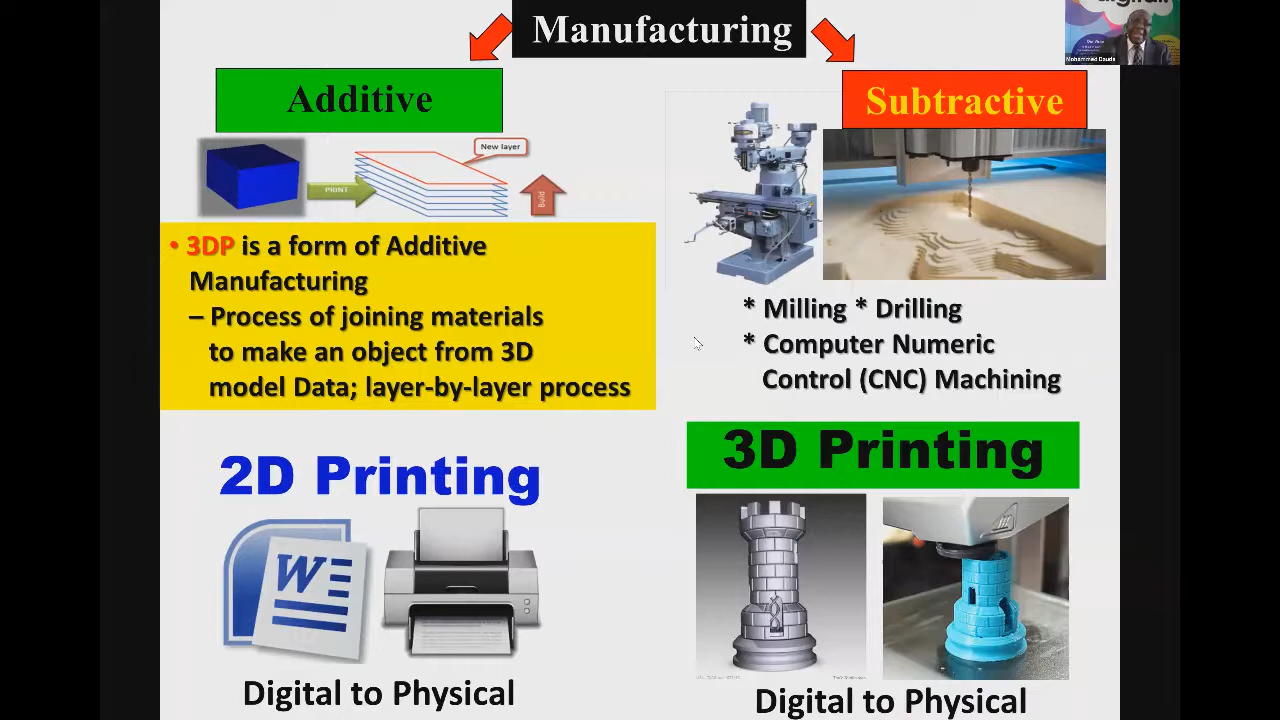 Manufacturing
Additive
Subtractive
Mohammed Dauda
New layer
PRINT
Build
• 3DP is a form of Additive
Manufacturing
– Process of joining materials
to make an object from 3D
model Data; layer-by-layer process
* Milling * Drilling
* Computer Numeric
Control (CNC) Machining
2D Printing
W
Digital to Physical
3D Printing
Digital to Physical